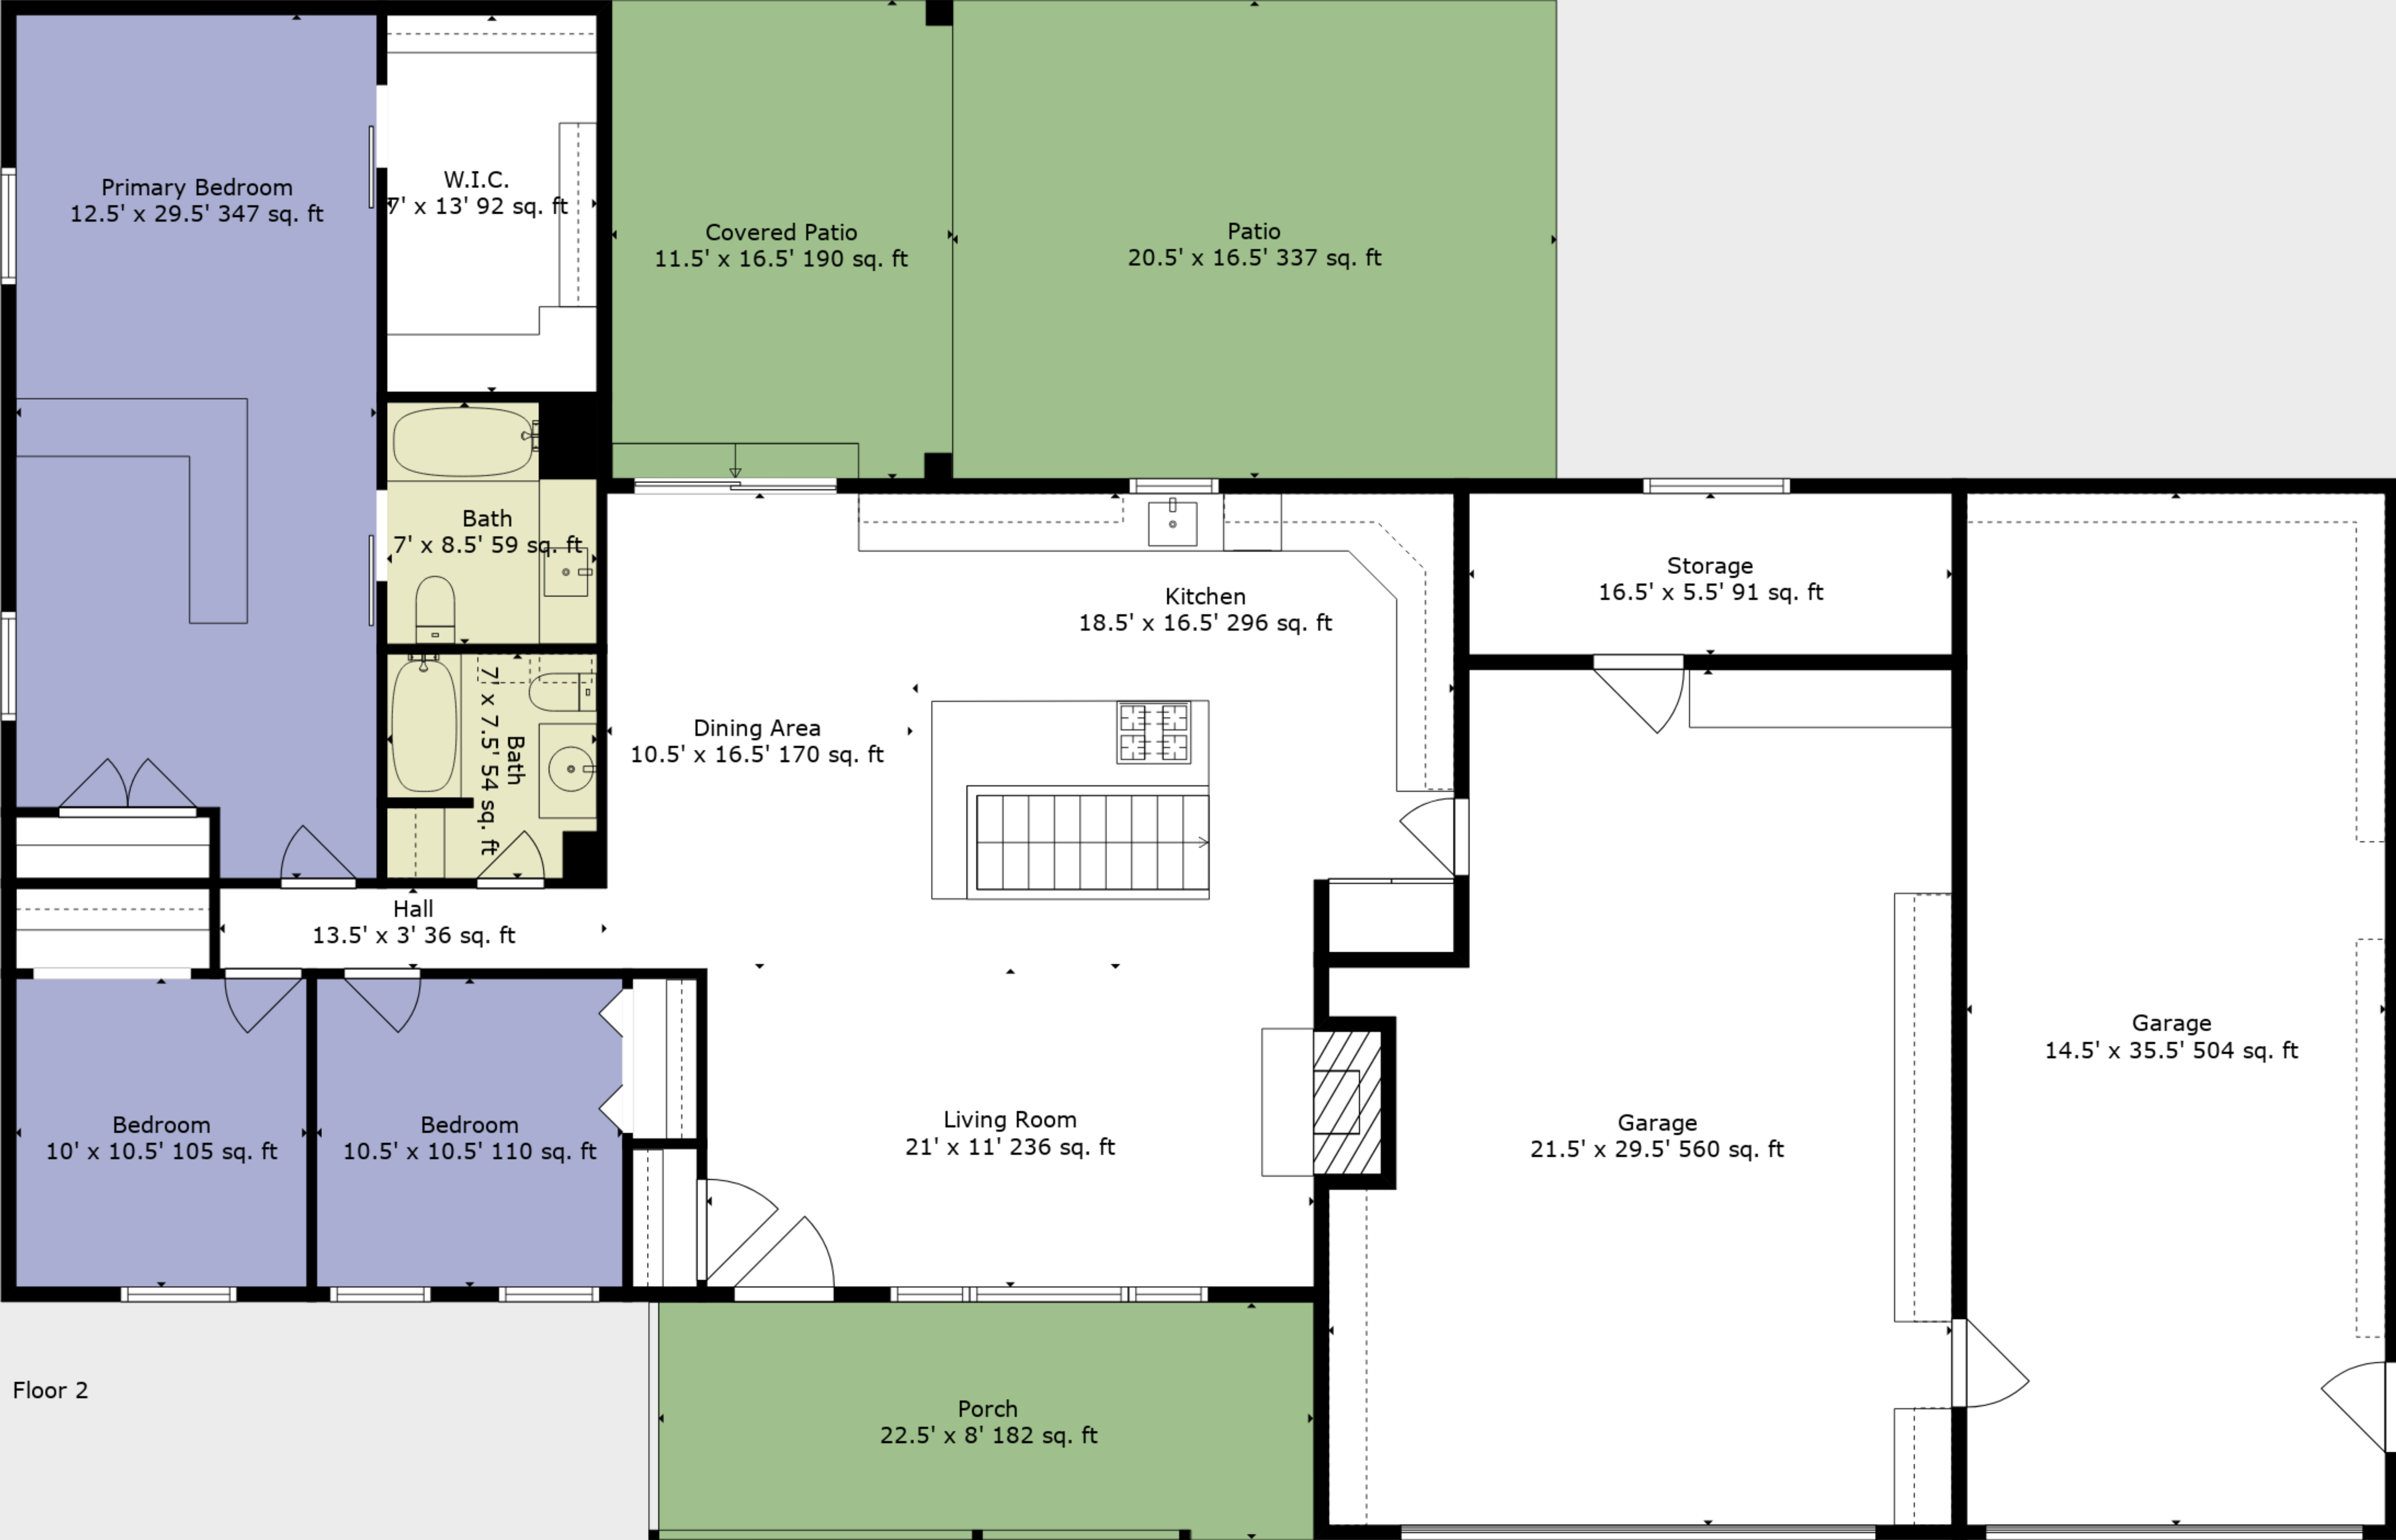 Primary Bedroom
12.5' x 29.5' 347 sq. ft
W.I.C.
7' x 13' 92 sq. ft
Covered Patio
11.5' x 16.5' 190 sq. ft
Patio
20.5' x 16.5' 337 sq. ft
Bath
7' x 8.5' 59 sq. ft
Kitchen
18.5' x 16.5' 296 sq. ft
Storage
16.5' x 5.5' 91 sq. ft
Bath
7' x 7.5' 54 sq. ft
Dining Area
10.5' x 16.5' 170 sq. ft
Hall
13.5' x 3' 36 sq. ft
Bedroom
10' x 10.5' 105 sq. ft
Bedroom
10.5' x 10.5' 110 sq. ft
Living Room
21' x 11' 236 sq. ft
Garage
21.5' x 29.5' 560 sq. ft
Garage
14.5' x 35.5' 504 sq. ft
Floor 2
Porch
22.5' x 8' 182 sq. ft